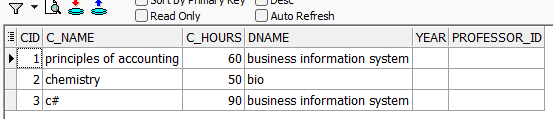 Sort by Primary Key Desc
Read Only Auto Refresh
CID C_NAME C_HOURS DNAME YEAR PROFESSOR_ID
1 principles of accounting 60 business information system
2 chemistry 50 bio
3 c# 90 business information system